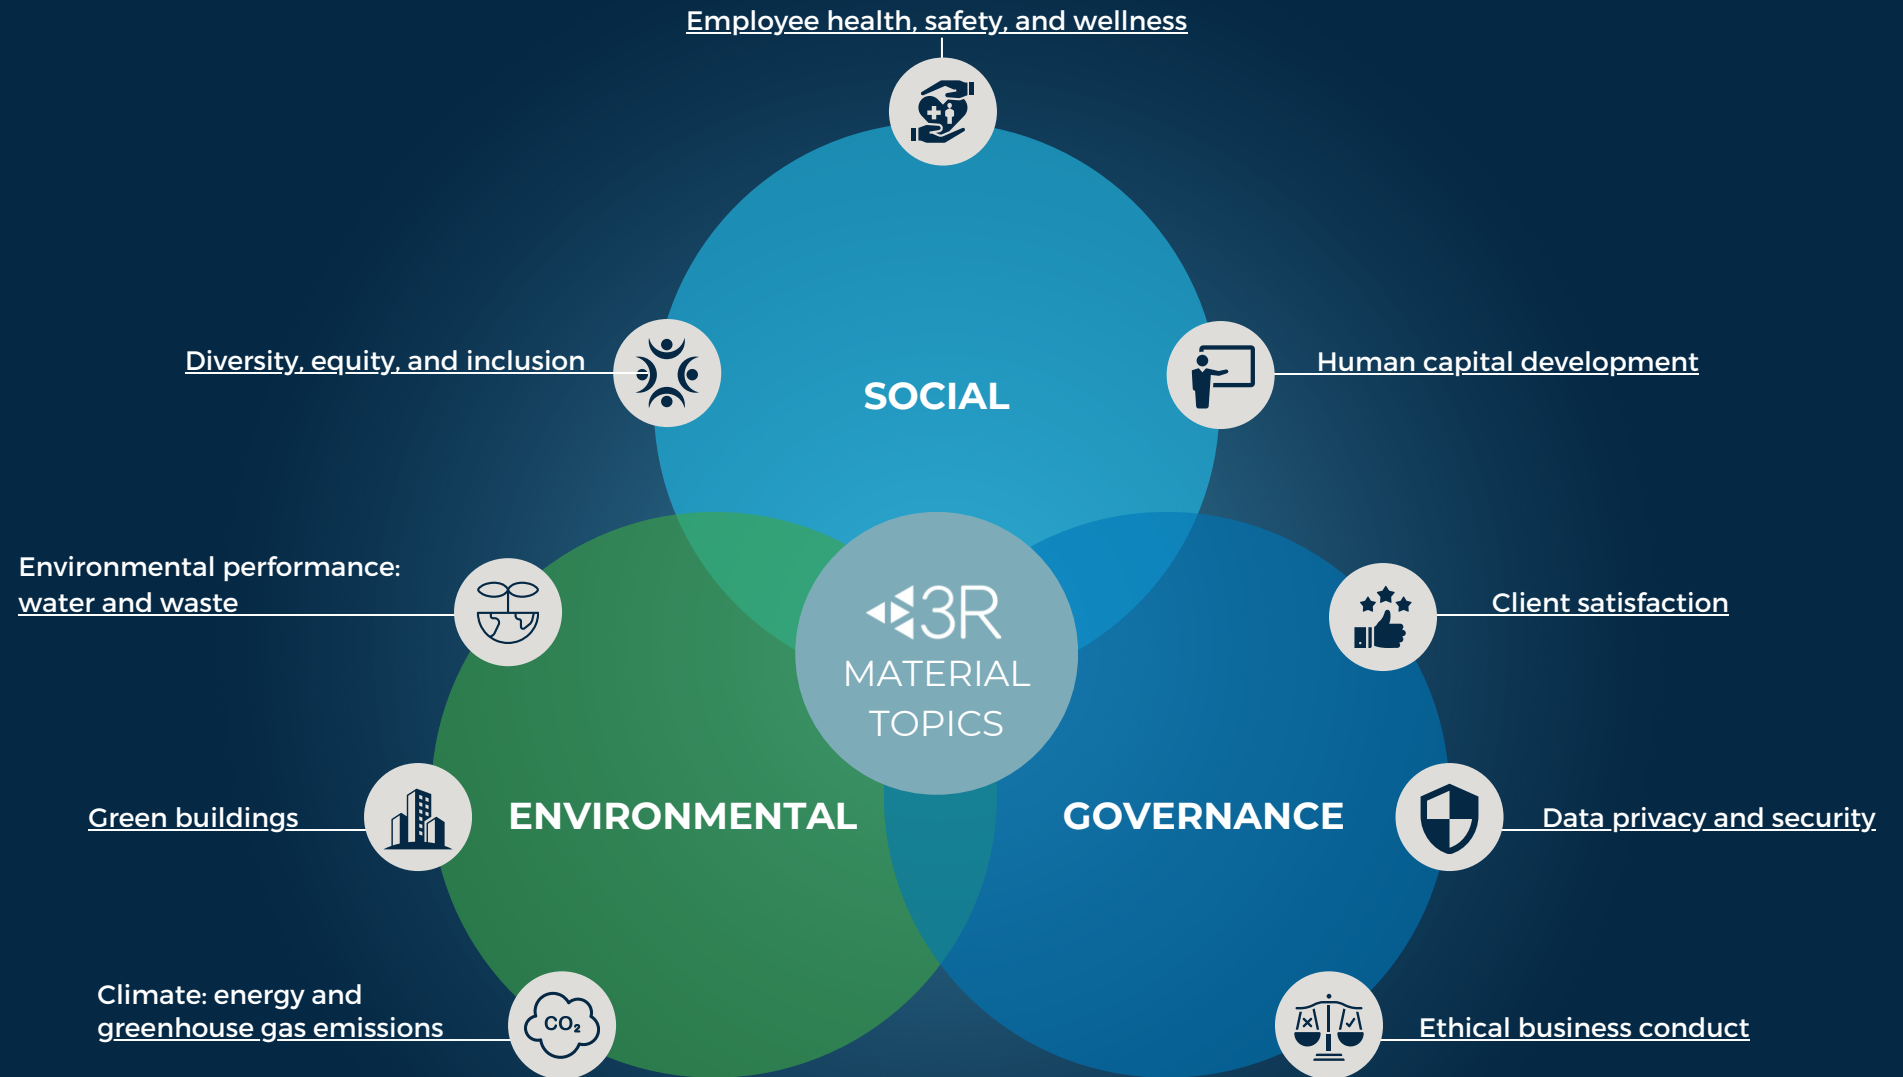 Employee health, safety, and wellness
Diversity, equity, and inclusion
SOCIAL
Human capital development
Environmental performance:
water and waste
3R
MATERIAL
TOPICS
Client satisfaction
Green buildings
ENVIRONMENTAL
GOVERNANCE
Data privacy and security
Climate: energy and
greenhouse gas emissions
CO₂
Ethical business conduct